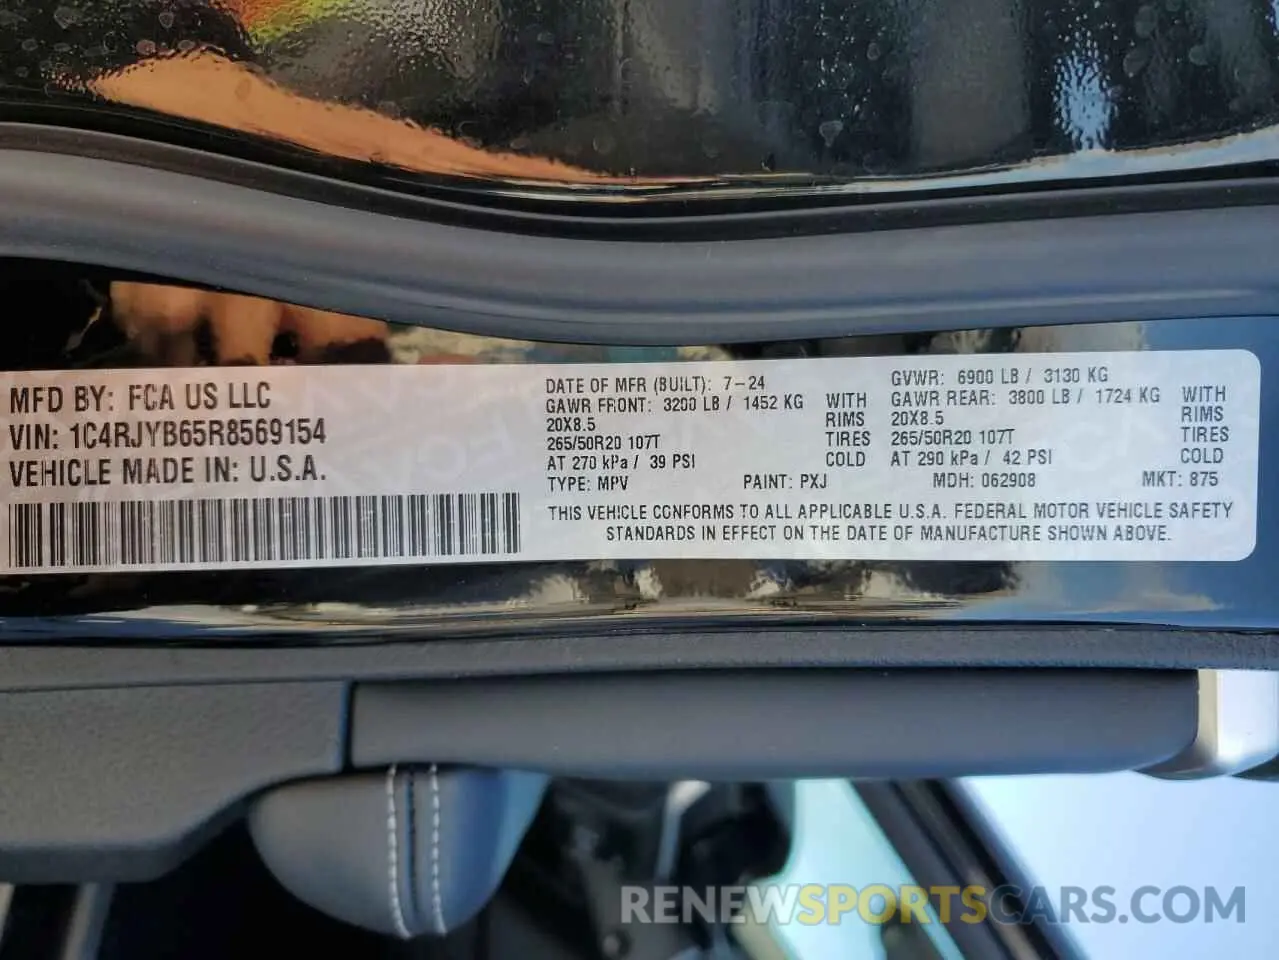 MFD BY: FCA US LLC
VIN: 1C4RJYB65R8569154
VEHICLE MADE IN: U.S.A.
DATE OF MFR (BUILT): 7-24
GVWR: 6900 LB / 3130 KG
GAWR FRONT: 3200 LB / 1452 KG WITH
20X8.5 RIMS
265/50R20 107T TIRES
AT 270 kPa / 39 PSI COLD
GAWR REAR: 3800 LB / 1724 KG WITH
20X8.5 RIMS
265/50R20 107T TIRES
AT 290 kPa / 42 PSI COLD
TYPE: MPV PAINT: PXJ MDH: 062908 MKT: 875
THIS VEHICLE CONFORMS TO ALL APPLICABLE U.S.A. FEDERAL MOTOR VEHICLE SAFETY
STANDARDS IN EFFECT ON THE DATE OF MANUFACTURE SHOWN ABOVE.
RENEWSPORTSCARS.COM